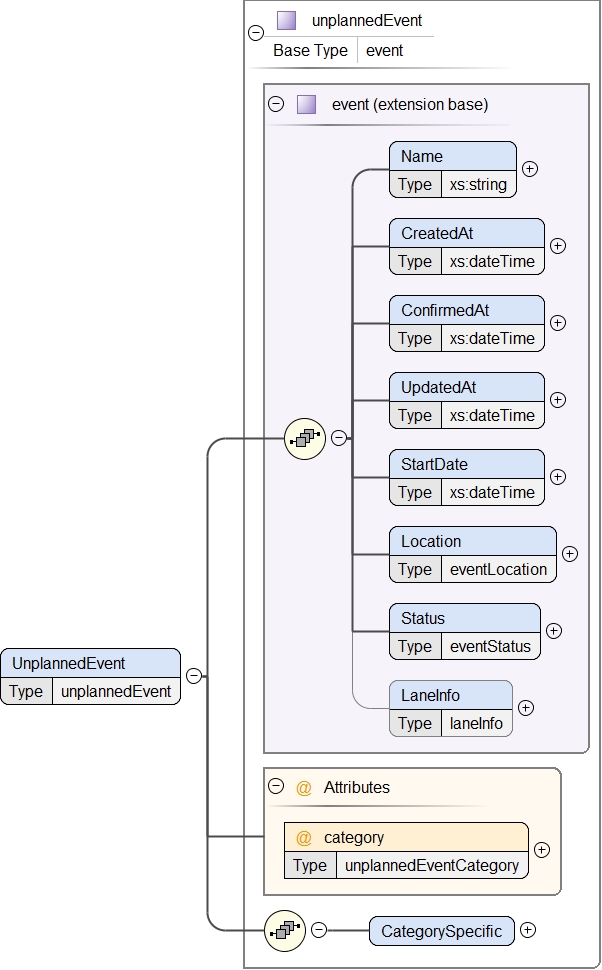 unplannedEvent
Base Type event
event (extension base)
Name
Type xs:string
CreatedAt
Type xs:dateTime
ConfirmedAt
Type xs:dateTime
UpdatedAt
Type xs:dateTime
StartDate
Type xs:dateTime
Location
Type eventLocation
Status
Type eventStatus
UnplannedEvent
Type unplannedEvent
LaneInfo
Type laneInfo
@ Attributes
@ category
Type unplannedEventCategory
CategorySpecific